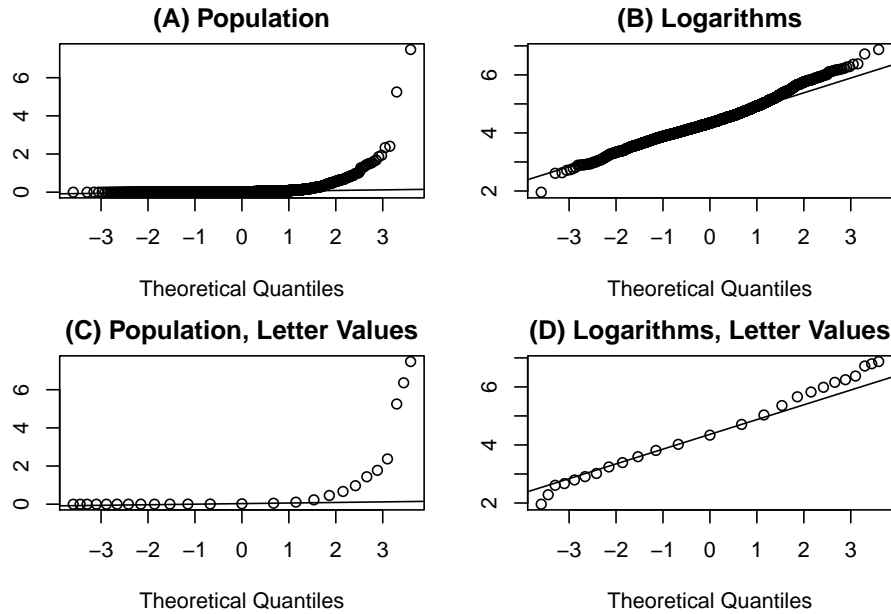 (A) Population
(B) Logarithms
6
4
2
0
−3 −2 −1 0 1 2 3
Theoretical Quantiles
6
4
2
−3 −2 −1 0 1 2 3
Theoretical Quantiles
(C) Population, Letter Values
(D) Logarithms, Letter Values
6
4
2
0
−3 −2 −1 0 1 2 3
Theoretical Quantiles
6
4
2
−3 −2 −1 0 1 2 3
Theoretical Quantiles